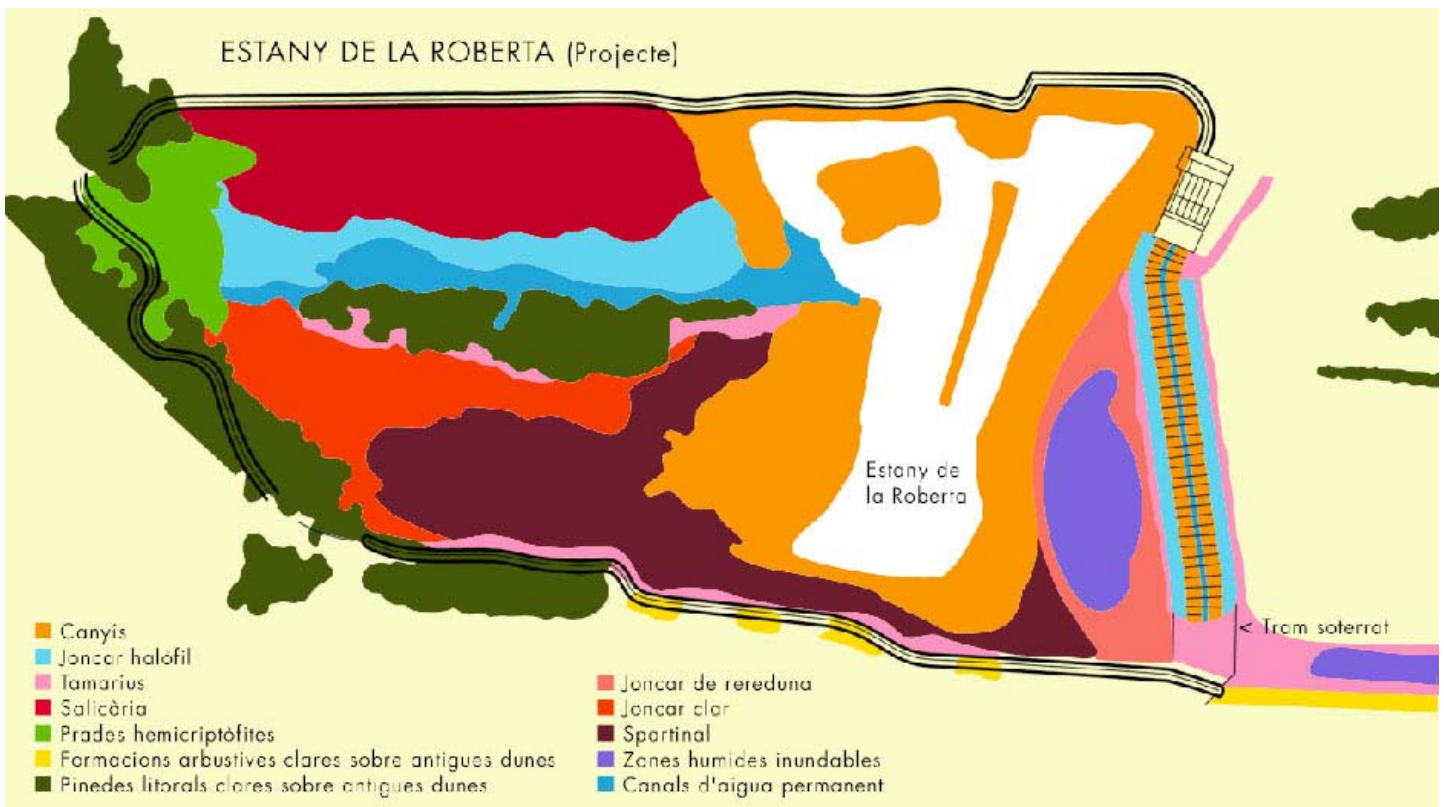 ESTANY DE LA ROBERTA (Projecte)
Estany de
la Roberta
< Tram soterrat
Canyís
Joncar halòfil
Tamarius
Salicària
Prades hemicriptòfites
Formacions arbustives clares sobre antigues dunes
Pinedes litorals clares sobre antigues dunes
Joncar de rereduna
Joncar clar
Spartinal
Zones humides inundables
Canals d'aigua permanent